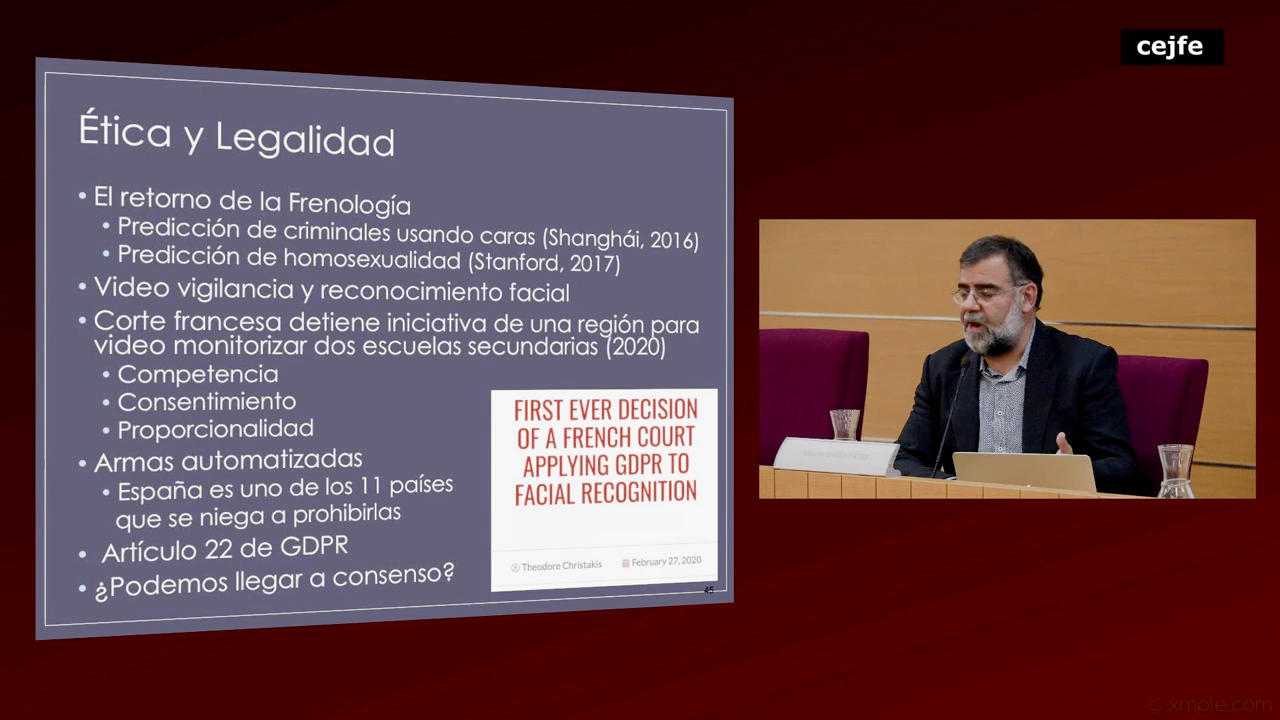 cejfe
Ética y Legalidad
• El retorno de la Frenología
• Predicción de criminales usando caras (Shanghái, 2016)
• Predicción de homosexualidad (Stanford, 2017)
• Video vigilancia y reconocimiento facial
• Corte francesa detiene iniciativa de una región para
video monitorizar dos escuelas secundarias (2020)
• Competencia
• Consentimiento
• Proporcionalidad
• Armas automatizadas
• España es uno de los 11 países
que se niega a prohibirlas
• Artículo 22 de GDPR
• ¿Podemos llegar a consenso?
FIRST EVER DECISION
OF A FRENCH COURT
APPLYING GDPR TO
FACIAL RECOGNITION
Theodore Christakis
February 27, 2020
45
© xmple.com